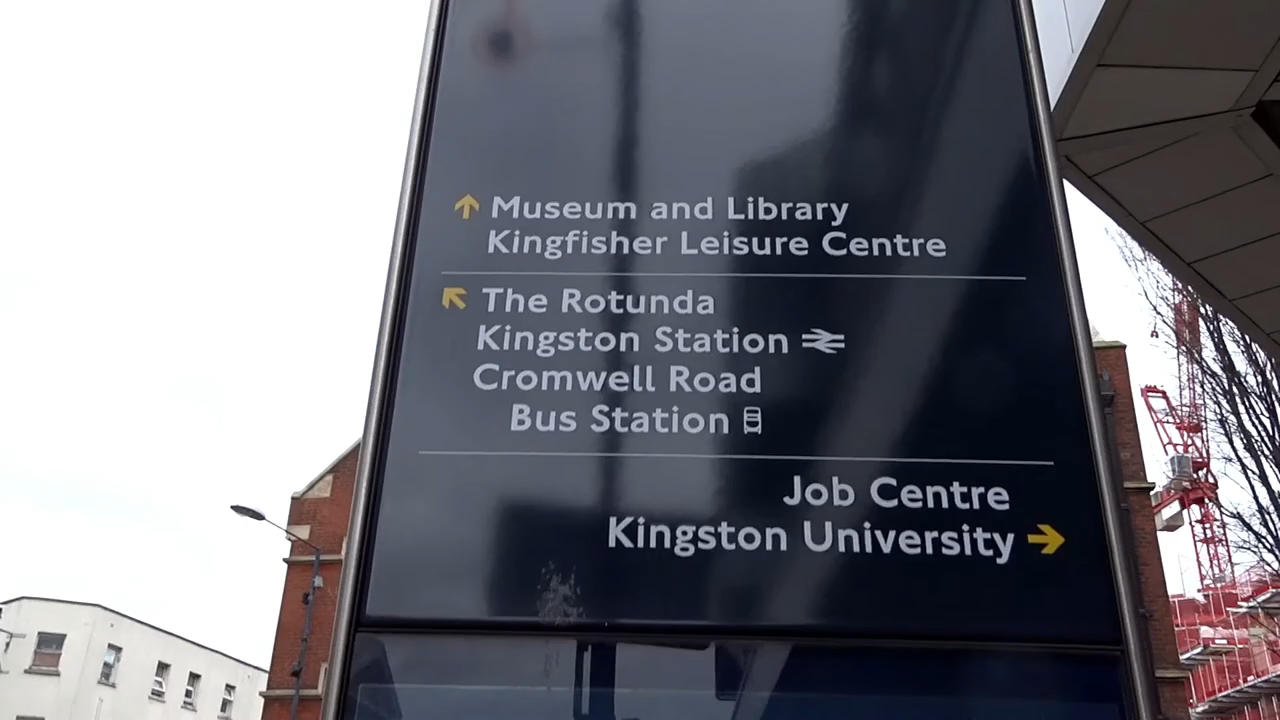 Museum and Library
Kingfisher Leisure Centre
The Rotunda
Kingston Station
Cromwell Road
Bus Station
Job Centre
Kingston University